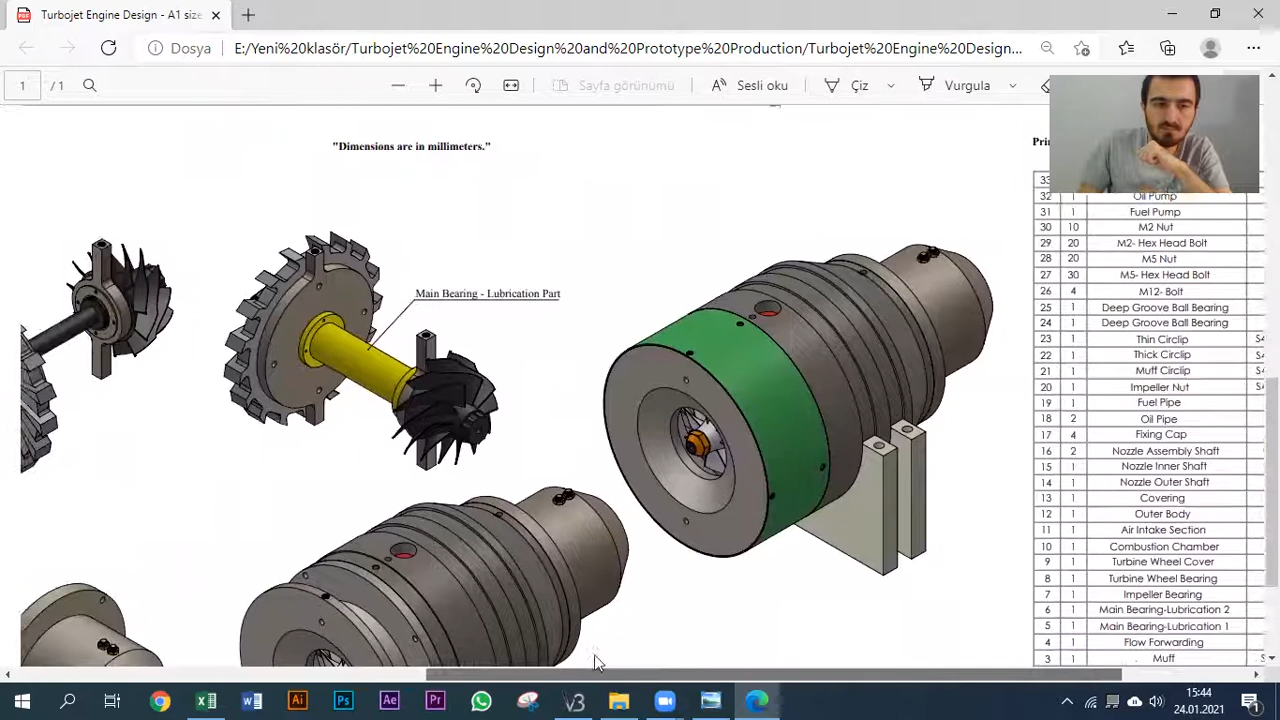 Turbojet Engine Design - A1 size
Dosya
E:/Yeni%20klasör/Turbojet%20Engine%20Design%20and%20Prototype%20Production/Turbojet%20Engine%20Design...
1 / 1
Sayfa görünümü
Sesli oku
Çiz
Vurgula
"Dimensions are in millimeters."
Main Bearing - Lubrication Part
33
32 1 Oil Pump
31 1 Fuel Pump
30 10 M2 Nut
29 20 M2- Hex Head Bolt
28 20 M5 Nut
27 30 M5- Hex Head Bolt
26 4 M12- Bolt
25 1 Deep Groove Ball Bearing
24 1 Deep Groove Ball Bearing
23 1 Thin Circlip
22 1 Thick Circlip
21 1 Muff Circlip
20 1 Impeller Nut
19 1 Fuel Pipe
18 2 Oil Pipe
17 4 Fixing Cap
16 2 Nozzle Assembly Shaft
15 1 Nozzle Inner Shaft
14 1 Nozzle Outer Shaft
13 1 Covering
12 1 Outer Body
11 1 Air Intake Section
10 1 Combustion Chamber
9 1 Turbine Wheel Cover
8 1 Turbine Wheel Bearing
7 1 Impeller Bearing
6 1 Main Bearing-Lubrication 2
5 1 Main Bearing-Lubrication 1
4 1 Flow Forwarding
3 1 Muff
15:44
24.01.2021